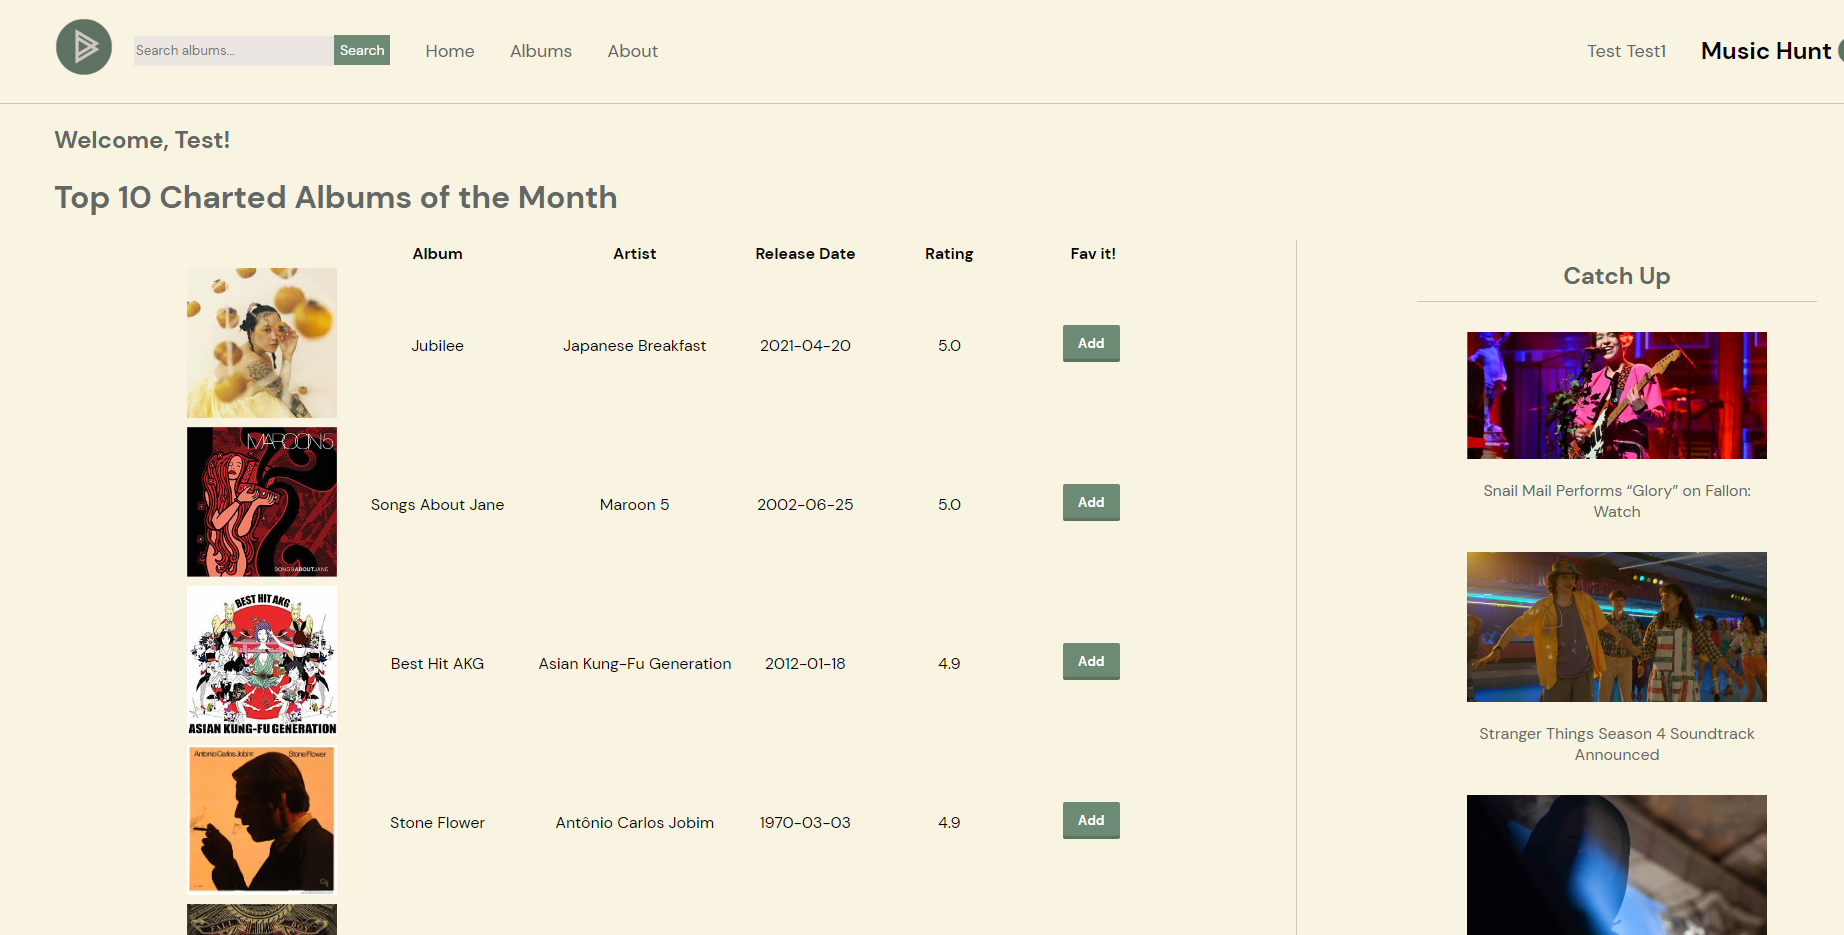 Search albums...
Search
Home
Albums
About
Test Test1
Music Hunt
Welcome, Test!
Top 10 Charted Albums of the Month
Album
Artist
Release Date
Rating
Fav it!
Jubilee
Japanese Breakfast
2021-04-20
5.0
Add
MAROON5
SONGSABOUTJANE
Songs About Jane
Maroon 5
2002-06-25
5.0
Add
BEST HIT AKG
ASIAN KUNG-FU GENERATION
Best Hit AKG
Asian Kung-Fu Generation
2012-01-18
4.9
Add
Antonio Carlos Jobim
Stone Flower
Stone Flower
Antônio Carlos Jobim
1970-03-03
4.9
Add
FALL
BOY
Catch Up
Snail Mail Performs “Glory” on Fallon:
Watch
Stranger Things Season 4 Soundtrack
Announced